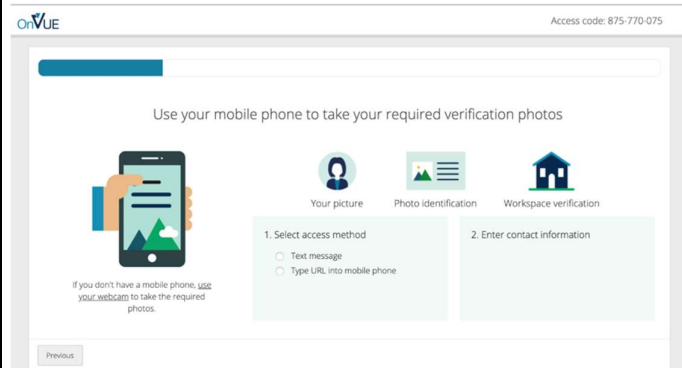 OnVUE
Access code: 875-770-075
Use your mobile phone to take your required verification photos
Your picture
Photo identification
Workspace verification
If you don't have a mobile phone, use
your webcam to take the required
photos.
1. Select access method
Text message
Type URL into mobile phone
2. Enter contact information
Previous